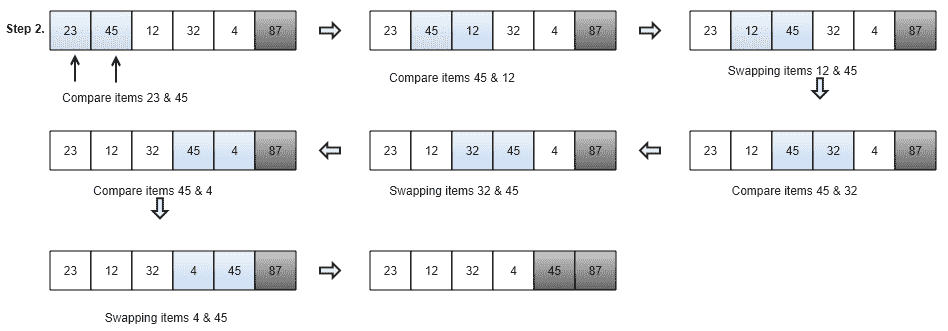 Step 2. 23 45 12 32 4 87
23 45 12 32 4 87
23 12 45 32 4 87
Compare items 23 & 45
Compare items 45 & 12
Swapping items 12 & 45
23 12 32 45 4 87
23 12 32 45 4 87
23 12 45 32 4 87
Compare items 45 & 4
Swapping items 32 & 45
Compare items 45 & 32
23 12 32 4 45 87
23 12 32 4 45 87
Swapping items 4 & 45